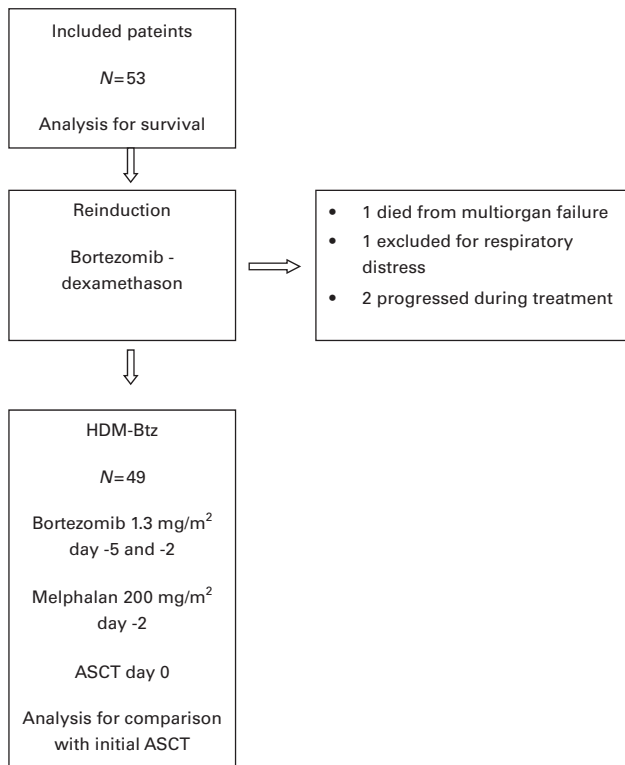 Included pateints
N=53
Analysis for survival
Reinduction
Bortezomib -
dexamethason
• 1 died from multiorgan failure
• 1 excluded for respiratory
distress
• 2 progressed during treatment
HDM-Btz
N=49
Bortezomib 1.3 mg/m²
day -5 and -2
Melphalan 200 mg/m²
day -2
ASCT day 0
Analysis for comparison
with initial ASCT